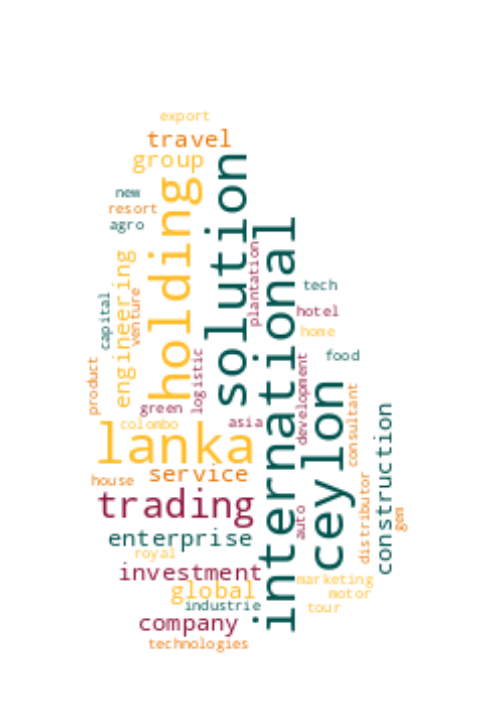 export
travel
group
solution
holding
new
resort
agro
international
plantation
engineering
tech
venture
capital
hotel
home
logistic
food
development
product
ceylon
consultant
green
construction
colombo
asia
lanka
service
house
distributor
trading
auto
gem
enterprise
royal
investment
marketing
global
motor
industrie
tour
company
technologies